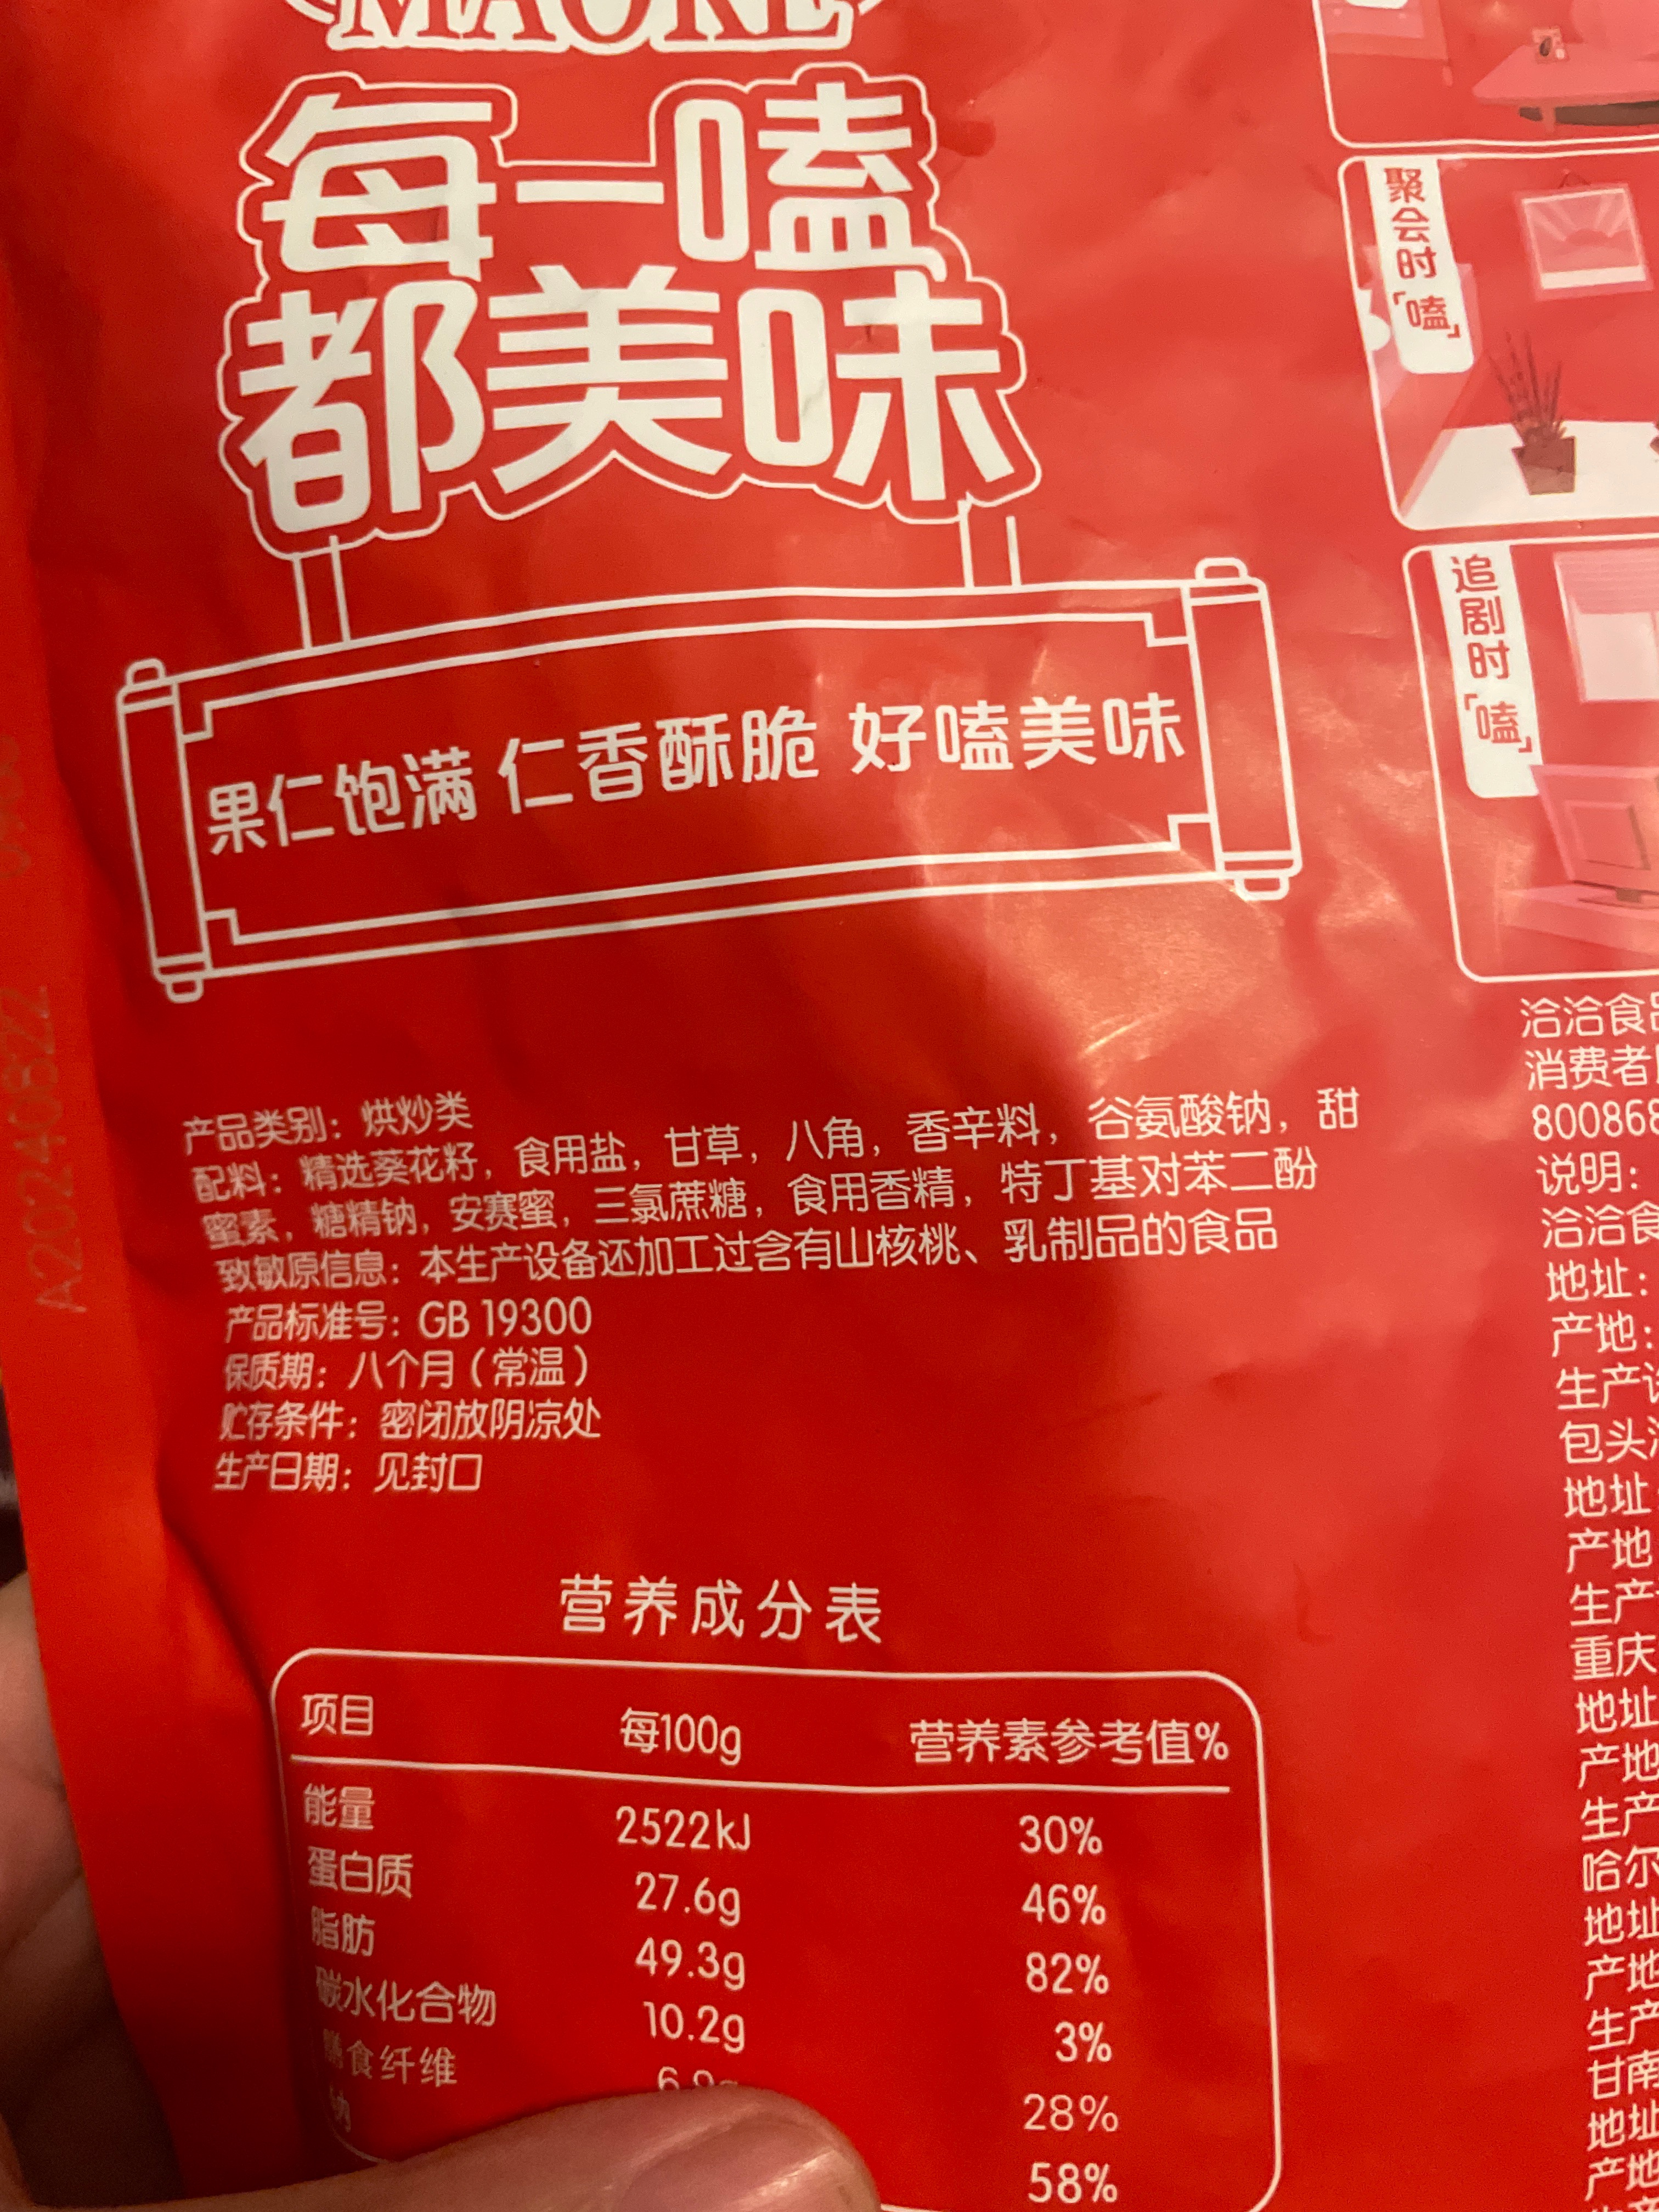 每一嗑
都美味
果仁饱满 仁香酥脆 好嗑美味
产品类别：烘炒类
配料：精选葵花籽，食用盐，甘草，八角，香辛料，谷氨酸钠，甜
蜜素，糖精钠，安赛蜜，三氯蔗糖，食用香精，特丁基对苯二酚
致敏原信息：本生产设备还加工过含有山核桃、乳制品的食品
产品标准号：GB 19300
保质期：八个月（常温）
贮存条件：密闭放阴凉处
生产日期：见封口
营养成分表
项目 每100g 营养素参考值%
能量 2522kJ 30%
蛋白质 27.6g 46%
脂肪 49.3g 82%
碳水化合物 10.2g 3%
膳食纤维 28%
钠 58%
A20240822
聚会时「嗑」
追剧时「嗑」
洽洽食品
消费者
80086
说明：
洽洽食
地址：
产地：
生产
包头
地址
产地
生产
重庆
地址
产地
生产
哈尔
地址
产地
生产
甘南
地址
产地